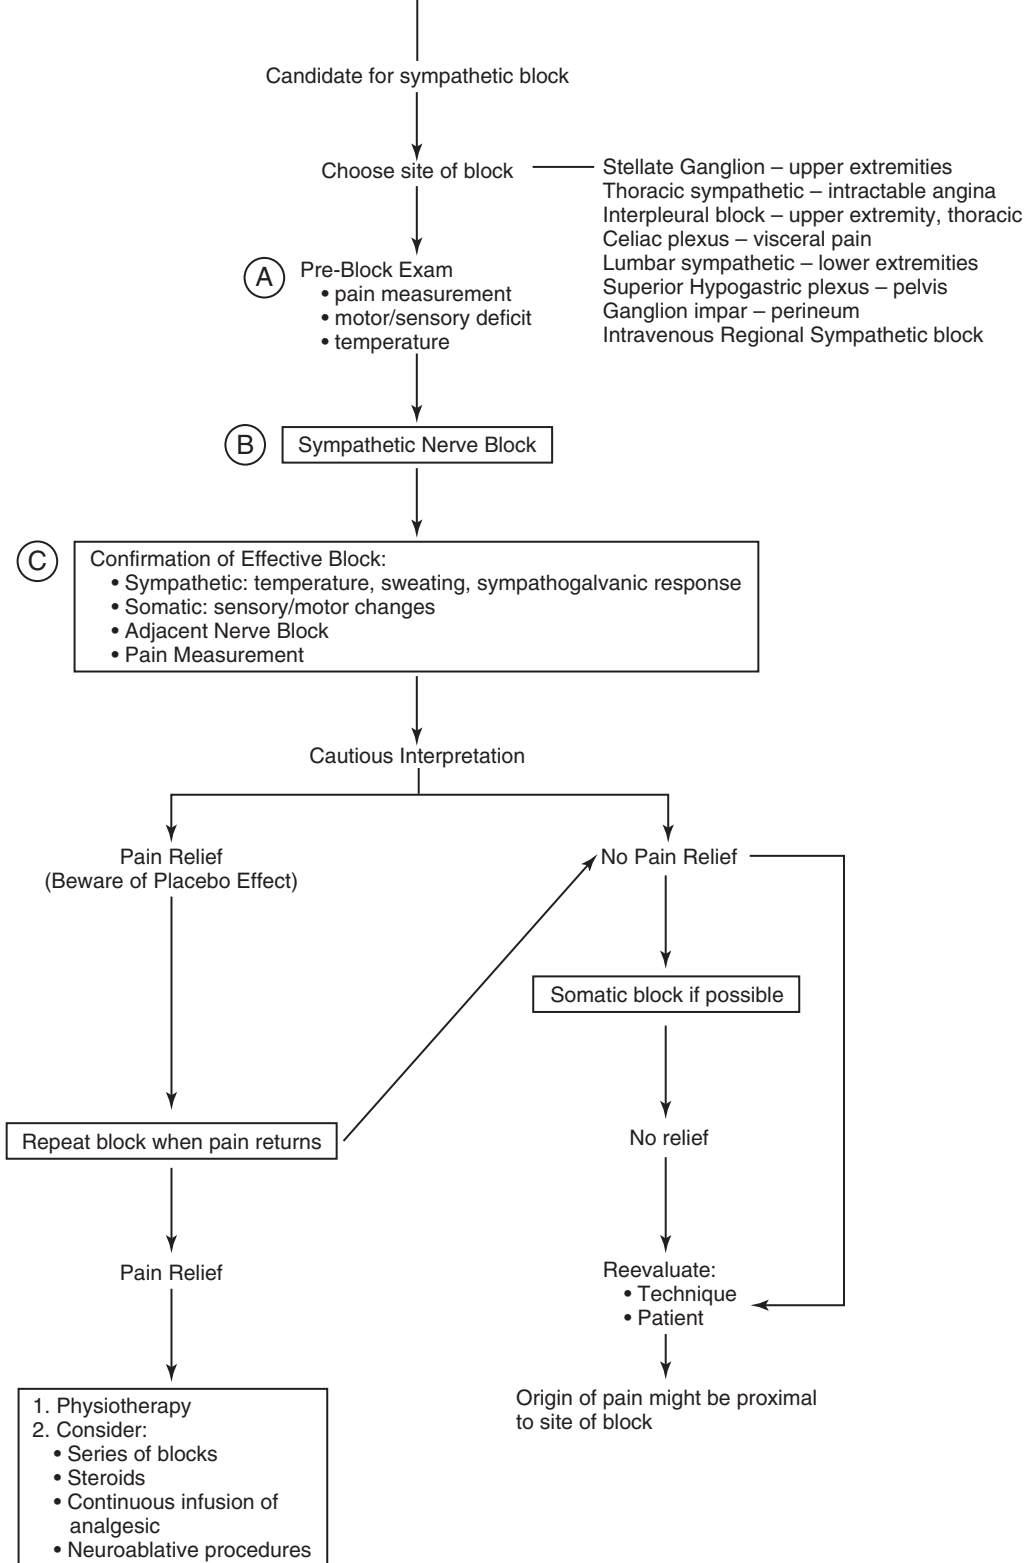 Candidate for sympathetic block
Choose site of block
Stellate Ganglion – upper extremities
Thoracic sympathetic – intractable angina
Interpleural block – upper extremity, thoracic
Celiac plexus – visceral pain
Lumbar sympathetic – lower extremities
Superior Hypogastric plexus – pelvis
Ganglion impar – perineum
Intravenous Regional Sympathetic block
A
Pre-Block Exam
• pain measurement
• motor/sensory deficit
• temperature
B
Sympathetic Nerve Block
C
Confirmation of Effective Block:
• Sympathetic: temperature, sweating, sympathogalvanic response
• Somatic: sensory/motor changes
• Adjacent Nerve Block
• Pain Measurement
Cautious Interpretation
Pain Relief
(Beware of Placebo Effect)
No Pain Relief
Somatic block if possible
Repeat block when pain returns
No relief
Pain Relief
Reevaluate:
• Technique
• Patient
Origin of pain might be proximal
to site of block
1. Physiotherapy
2. Consider:
• Series of blocks
• Steroids
• Continuous infusion of
analgesic
• Neuroablative procedures